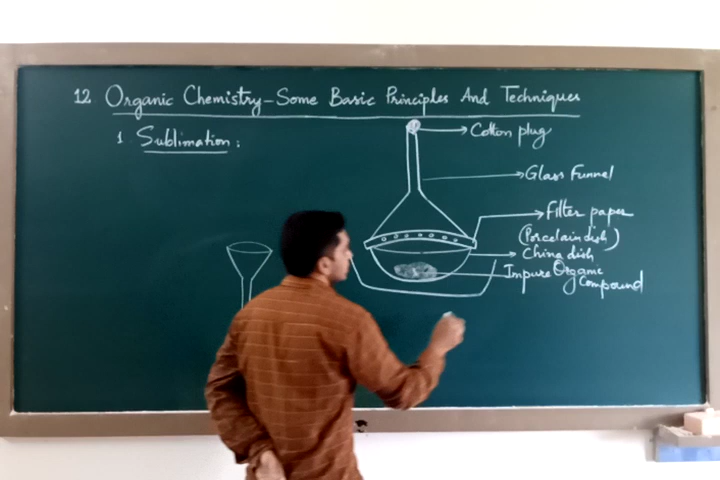 12 Organic Chemistry-Some Basic Principles And Techniques
1 Sublimation:
Cotton plug
Glass Funnel
Filter paper
(Porcelain dish)
China dish
Impure Organic
Compound